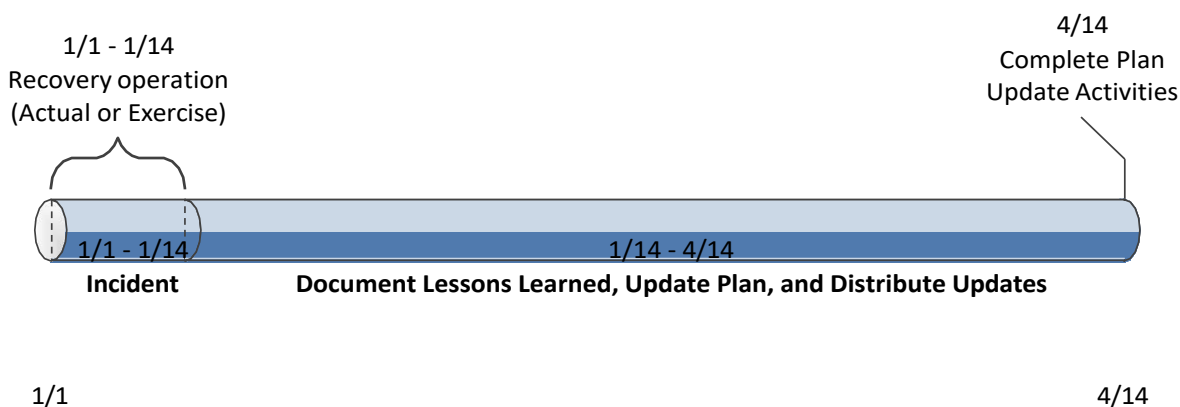 1/1 - 1/14
Recovery operation
(Actual or Exercise)
4/14
Complete Plan
Update Activities
1/1 - 1/14
1/14 - 4/14
Incident
Document Lessons Learned, Update Plan, and Distribute Updates
1/1
4/14